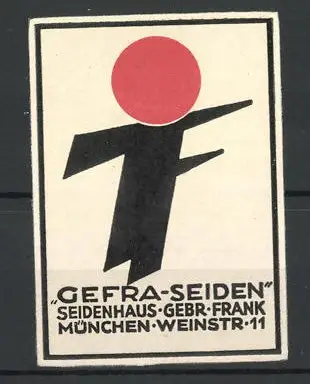 "GEFRA-SEIDEN"
SEIDENHAUS·GEBR·FRANK
MÜNCHEN·WEINSTR·11